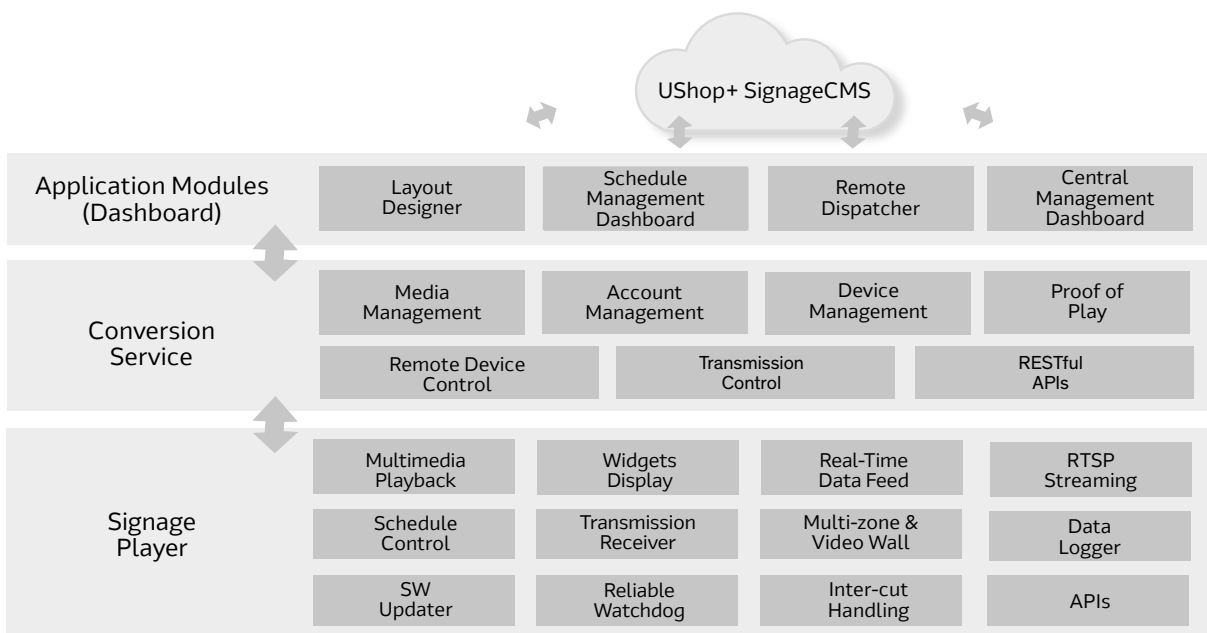 UShop+ SignageCMS
Application Modules
(Dashboard)
Layout
Designer
Schedule
Management
Dashboard
Remote
Dispatcher
Central
Management
Dashboard
Conversion
Service
Media
Management
Account
Management
Device
Management
Proof of
Play
Remote Device
Control
Transmission
Control
RESTful
APIs
Signage
Player
Multimedia
Playback
Widgets
Display
Real-Time
Data Feed
RTSP
Streaming
Schedule
Control
Transmission
Receiver
Multi-zone &
Video Wall
Data
Logger
SW
Updater
Reliable
Watchdog
Inter-cut
Handling
APIs